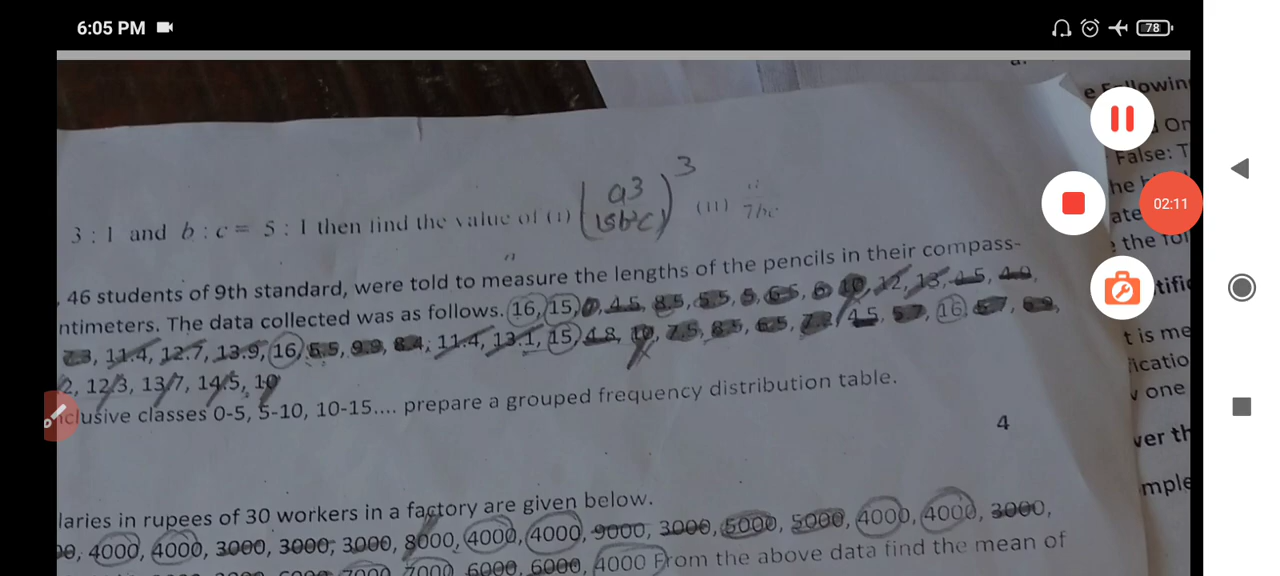 6:05 PM
78
e Following
d On
False: T
3 : 1 and b : c = 5 : 1 then find the value of (i) (a3 / 15b²c)3 (ii) / 7bc
02:11
ate
e the fol
, 46 students of 9th standard, were told to measure the lengths of the pencils in their compass-
ntimeters. The data collected was as follows. 16, 15, 4.5, 8.5, 5.5, 5, 6.5, 6, 10, 12, 13, 4.5, 4.9,
7.3, 11.4, 12.7, 13.9, 16, 5.5, 9.9, 8.4, 11.4, 13.1, 15, 4.8, 10, 7.5, 8.5, 6.5, 7.2, 4.5, 5.7, 16, 5.7, 6.9,
2, 12.3, 13.7, 14.5, 10
nclusive classes 0-5, 5-10, 10-15.... prepare a grouped frequency distribution table.
4
t is me
ificatio
one
ver th
mple
laries in rupees of 30 workers in a factory are given below.
4000, 4000, 3000, 3000, 3000, 8000, 4000, 4000, 9000, 3000, 5000, 5000, 4000, 4000, 3000,
7000, 7000, 6000, 6000, 4000 From the above data find the mean of